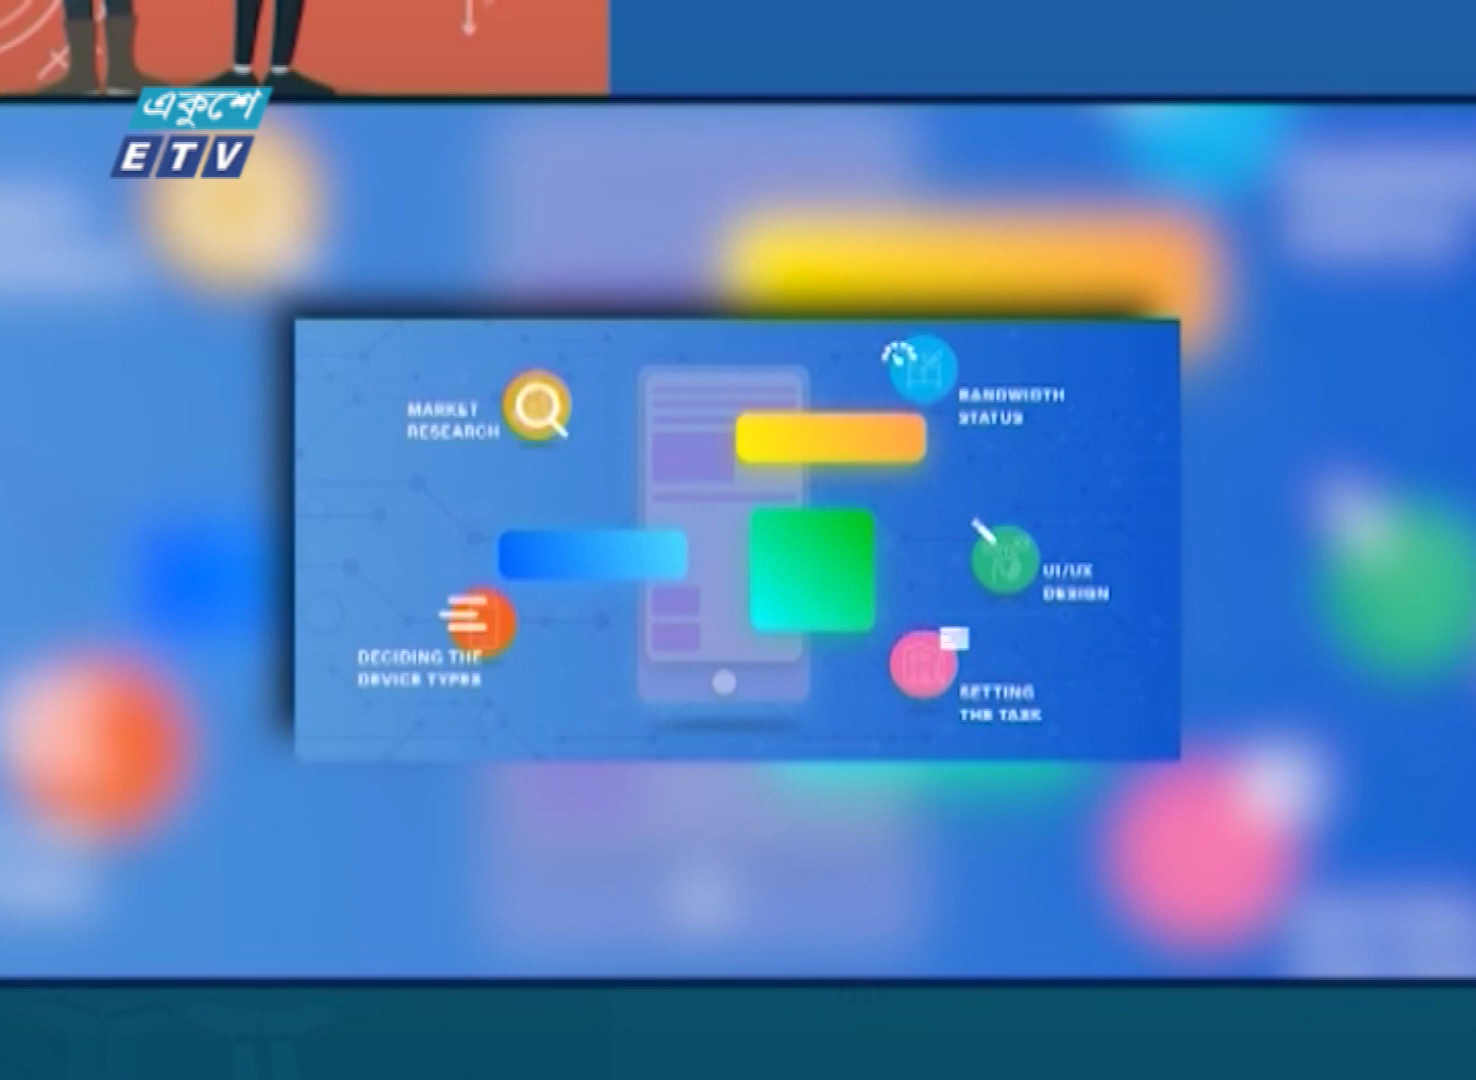 একুশে
ETV
MARKET
RESEARCH
BANDWIDTH
STATUS
UI/UX
DESIGN
DECIDING THE
DEVICE TYPES
SETTING
THE TASK